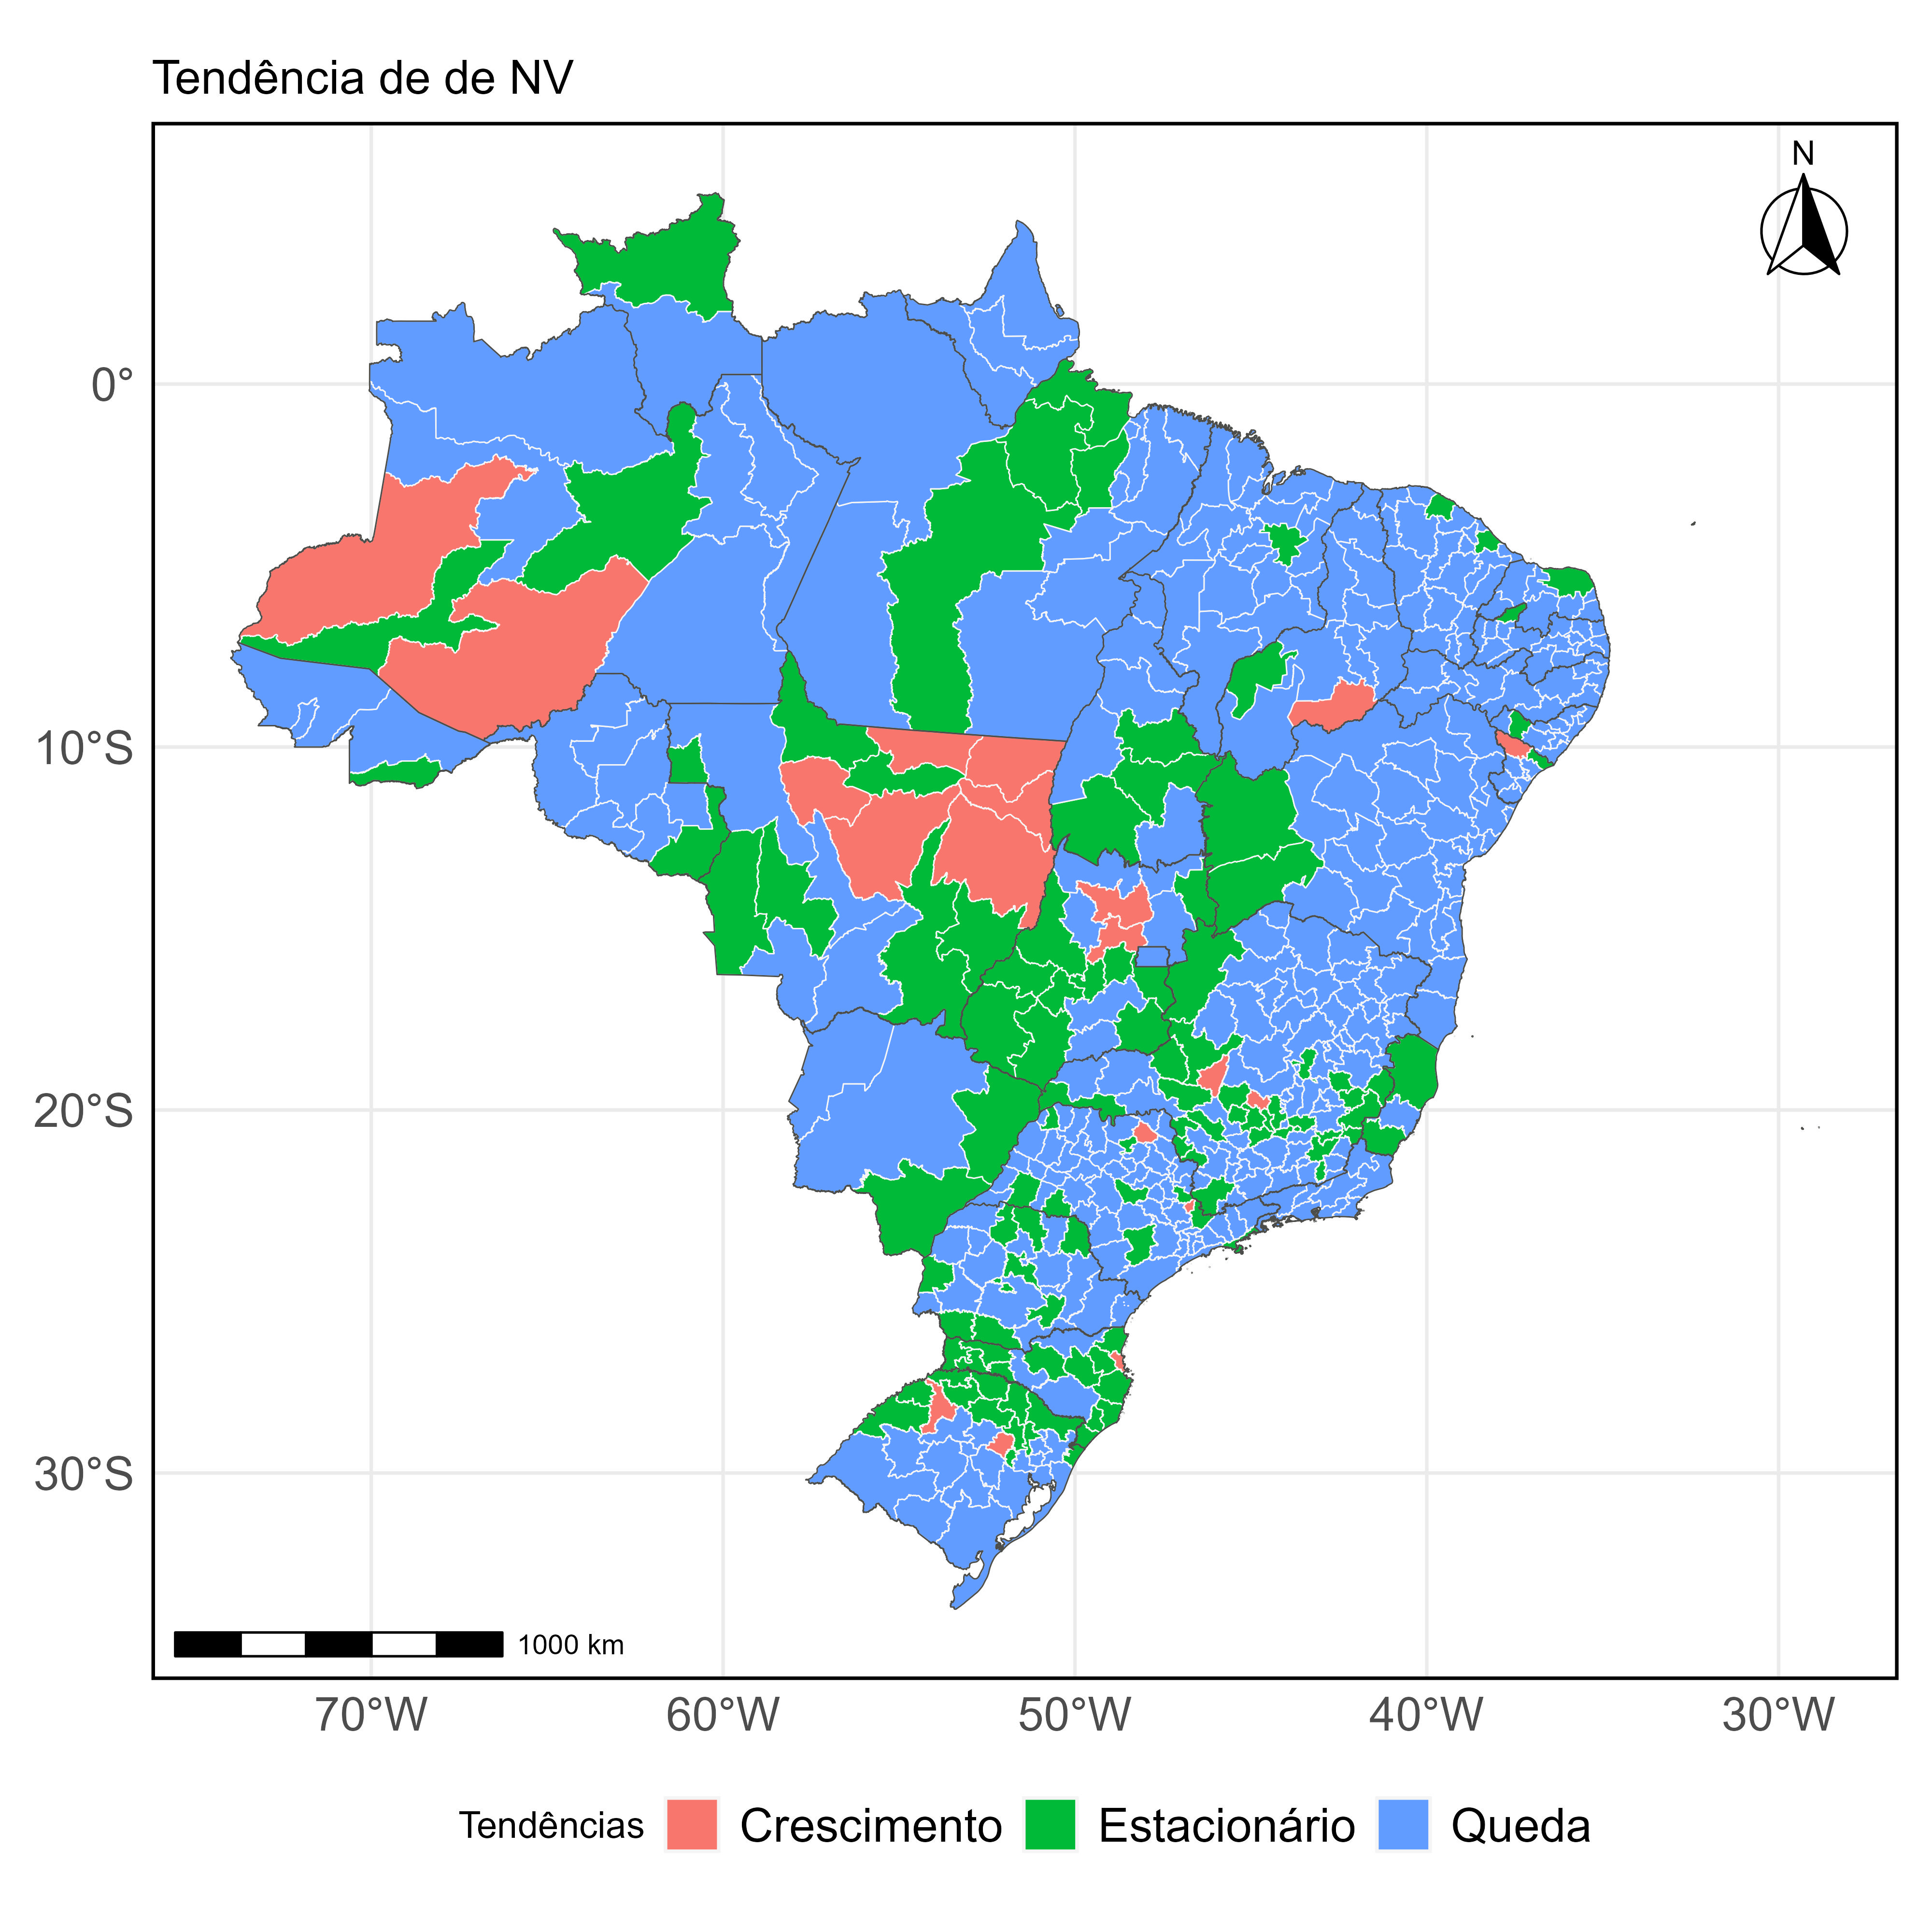 Tendência de de NV
N
0°
10°S
20°S
30°S
1000 km
70°W
60°W
50°W
40°W
30°W
Tendências
Crescimento
Estacionário
Queda